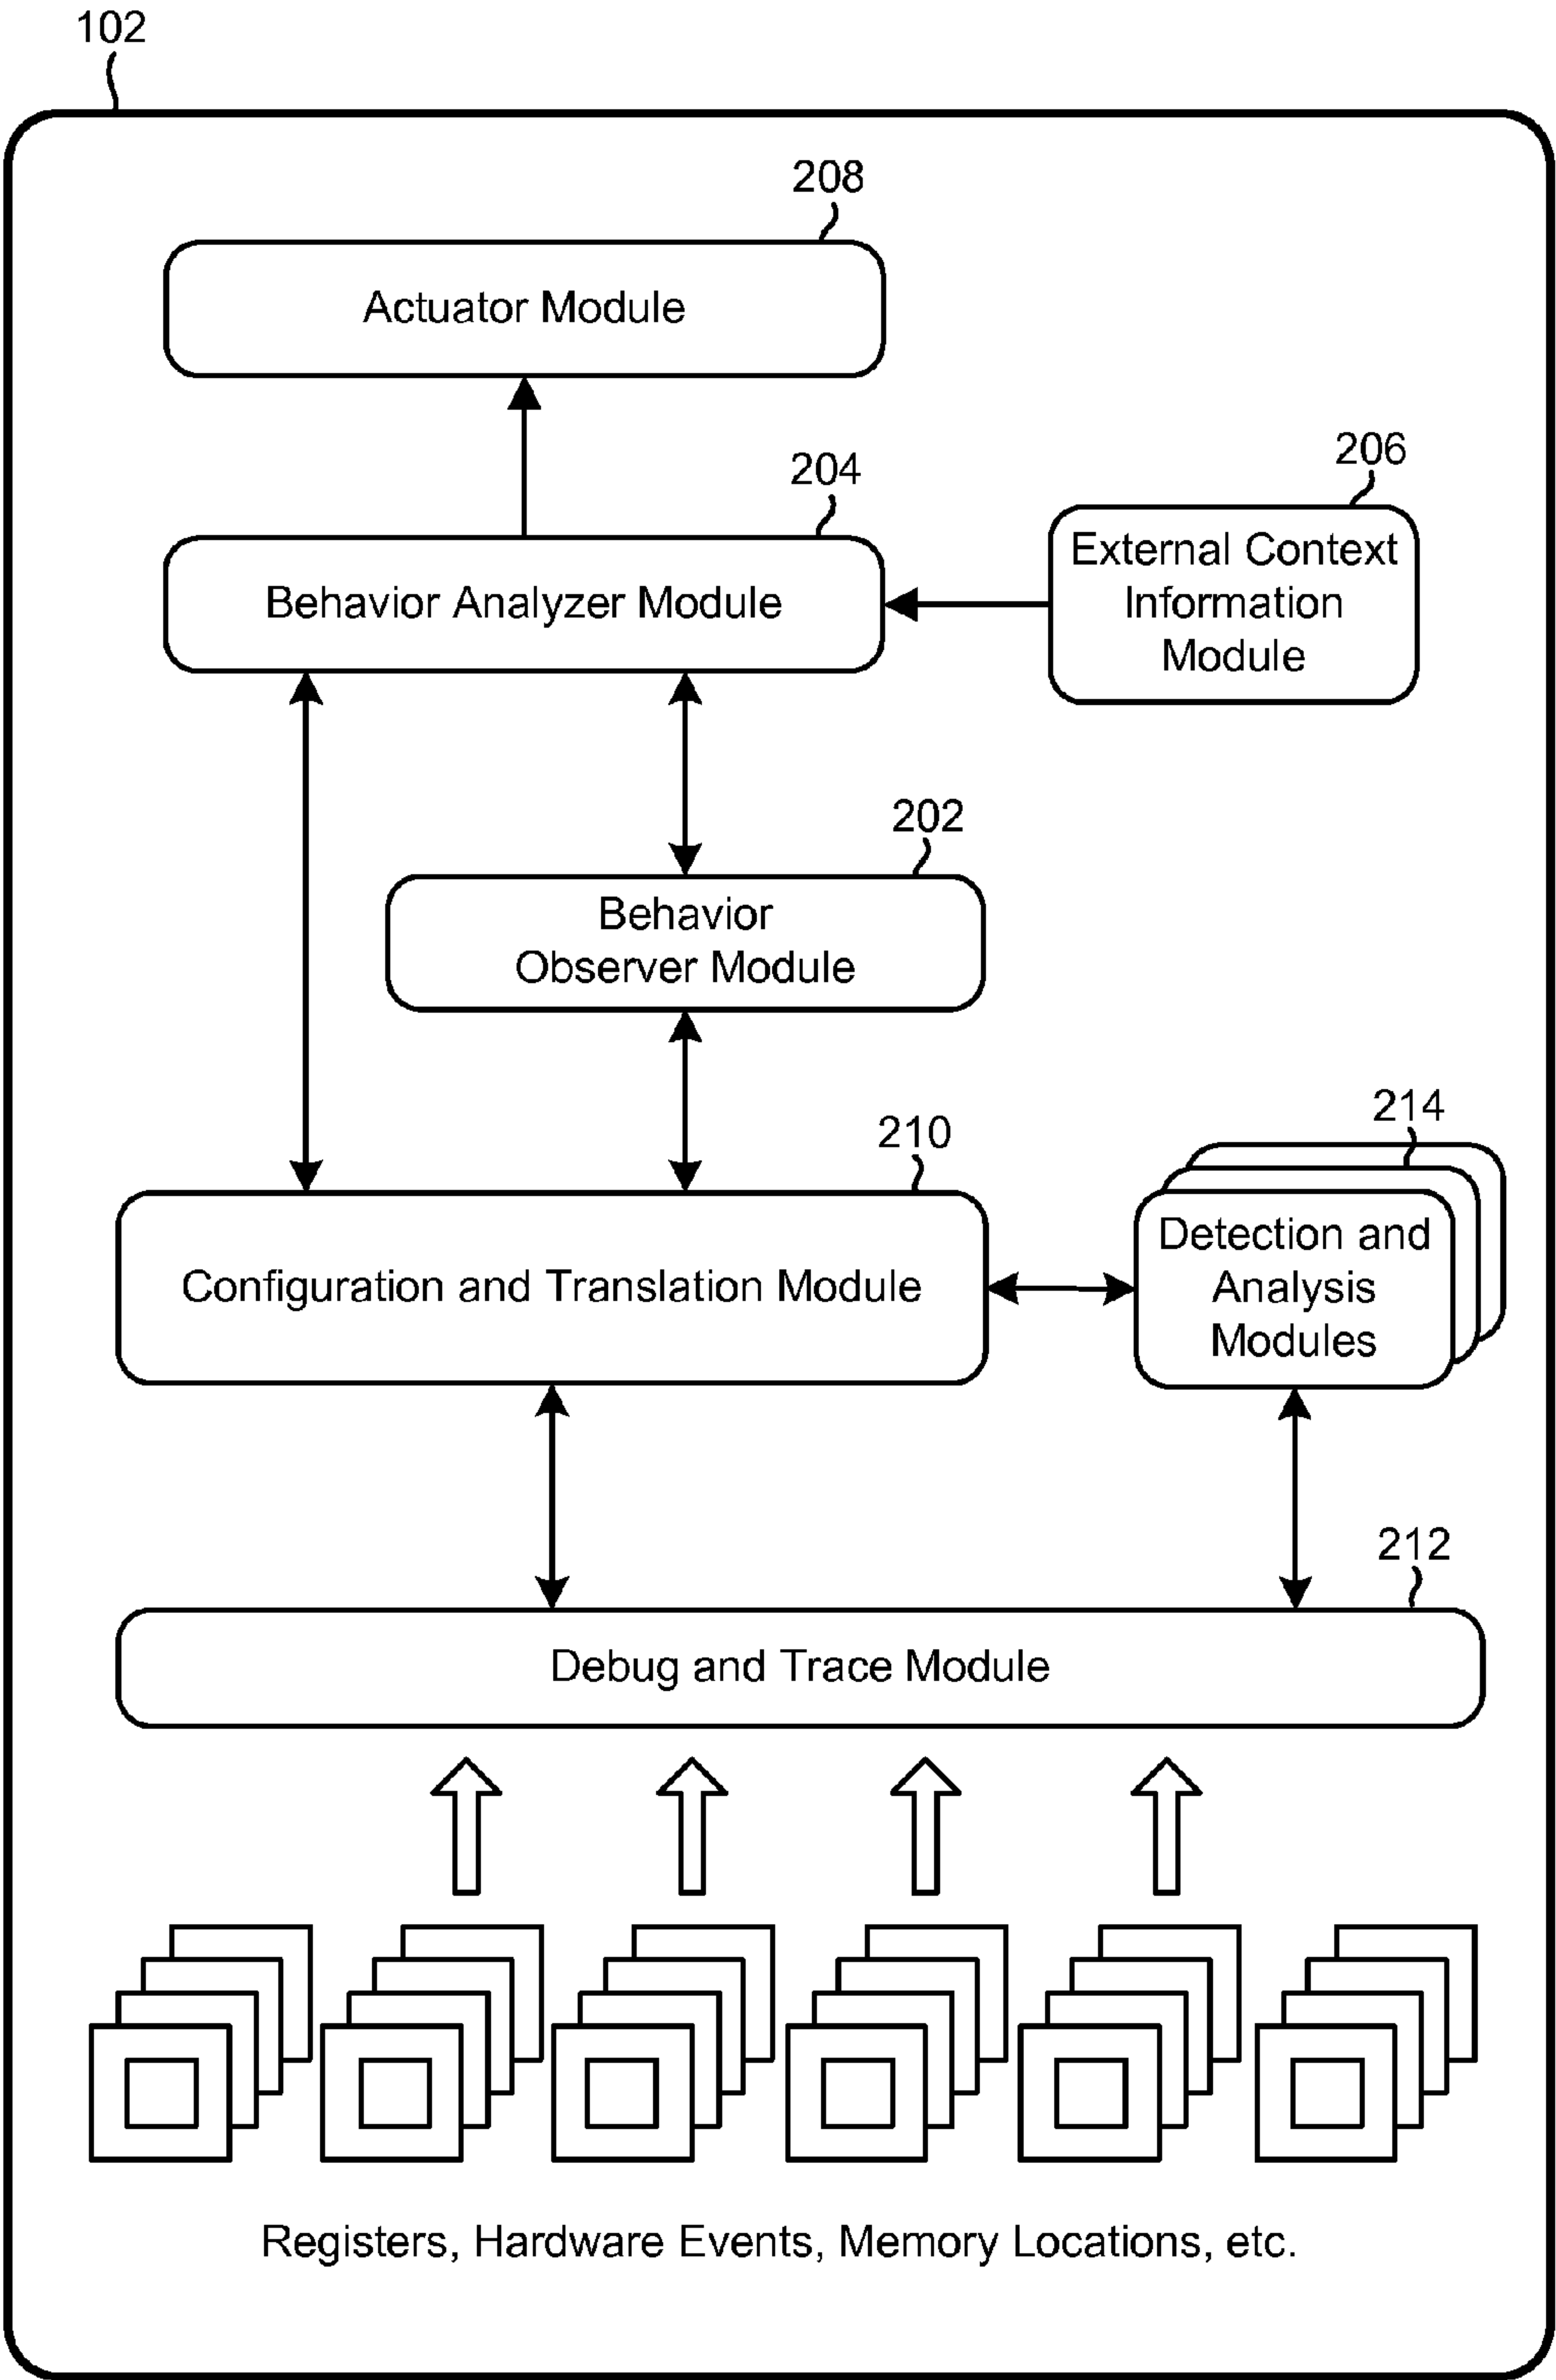 102
208
Actuator Module
204
206
Behavior Analyzer Module
External Context
Information
Module
202
Behavior
Observer Module
210
214
Configuration and Translation Module
Detection and
Analysis
Modules
212
Debug and Trace Module
Registers, Hardware Events, Memory Locations, etc.